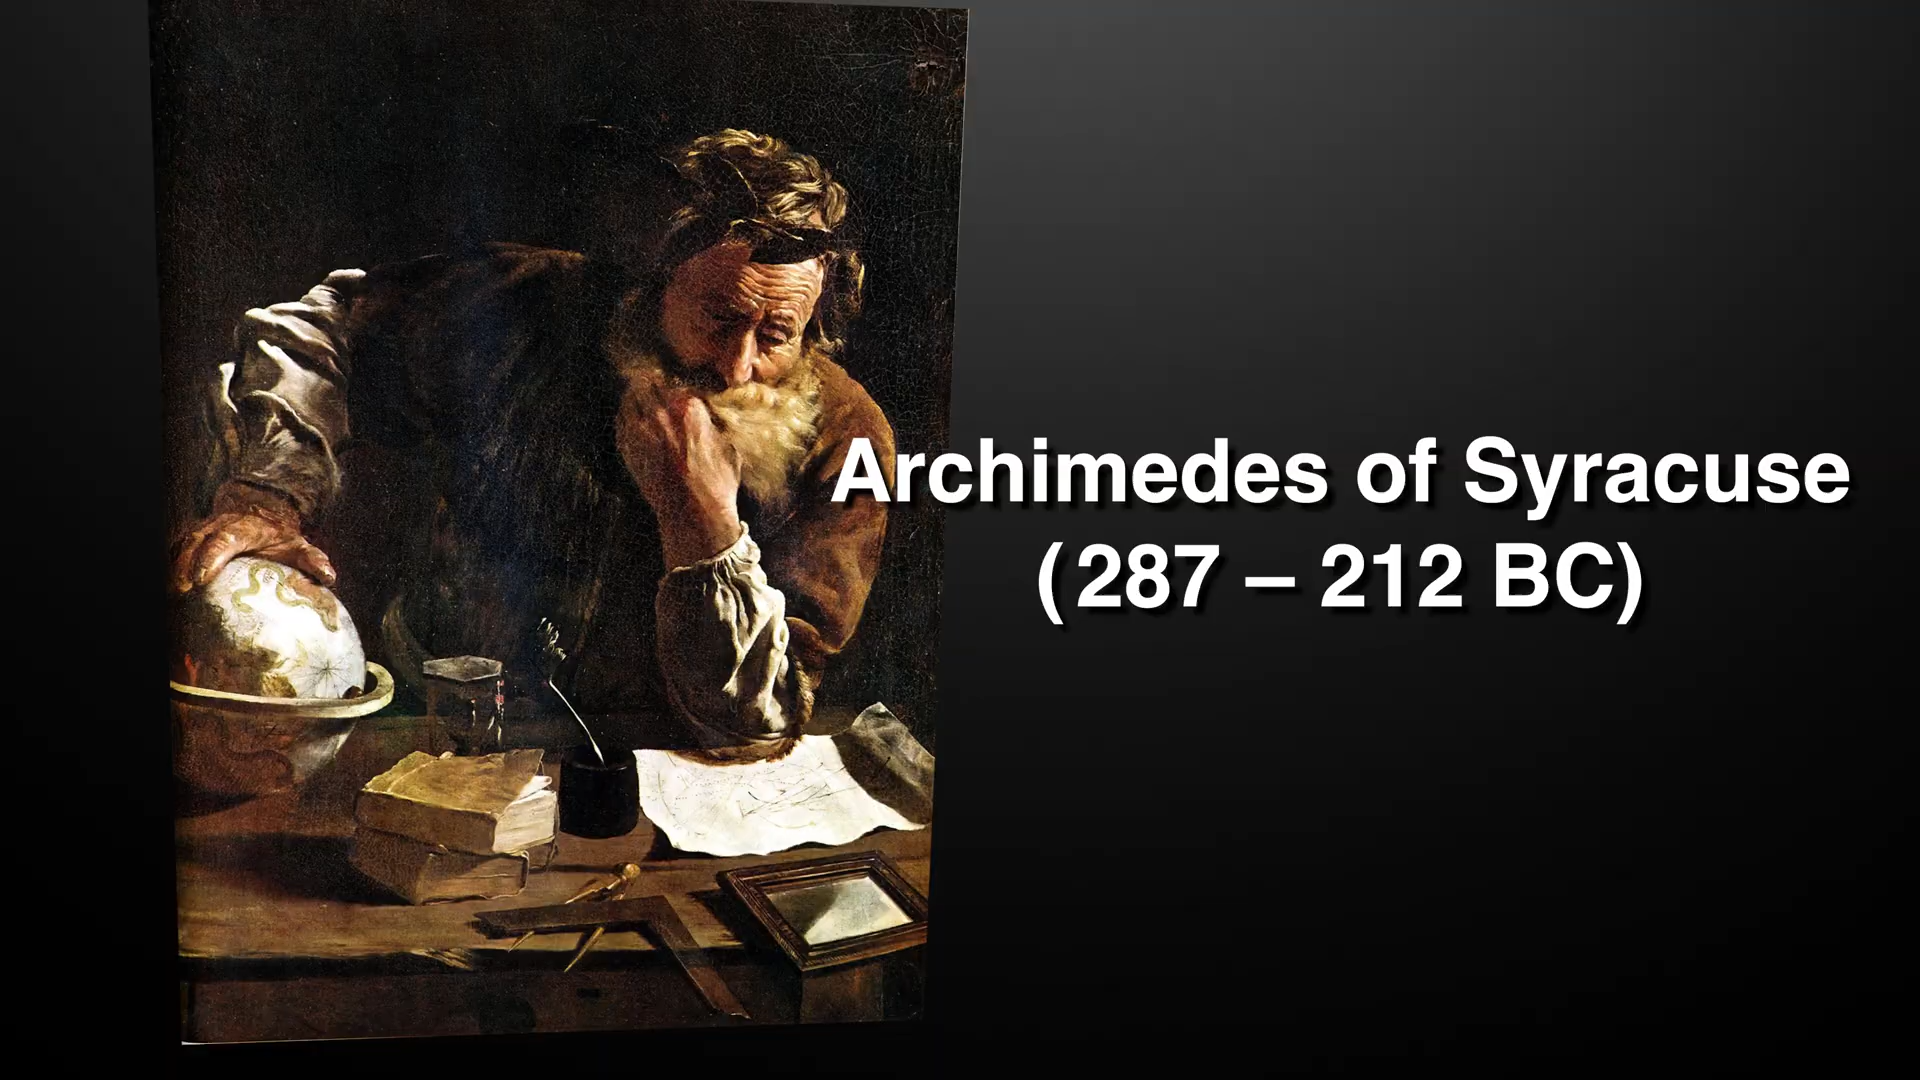 Archimedes of Syracuse
(287 – 212 BC)